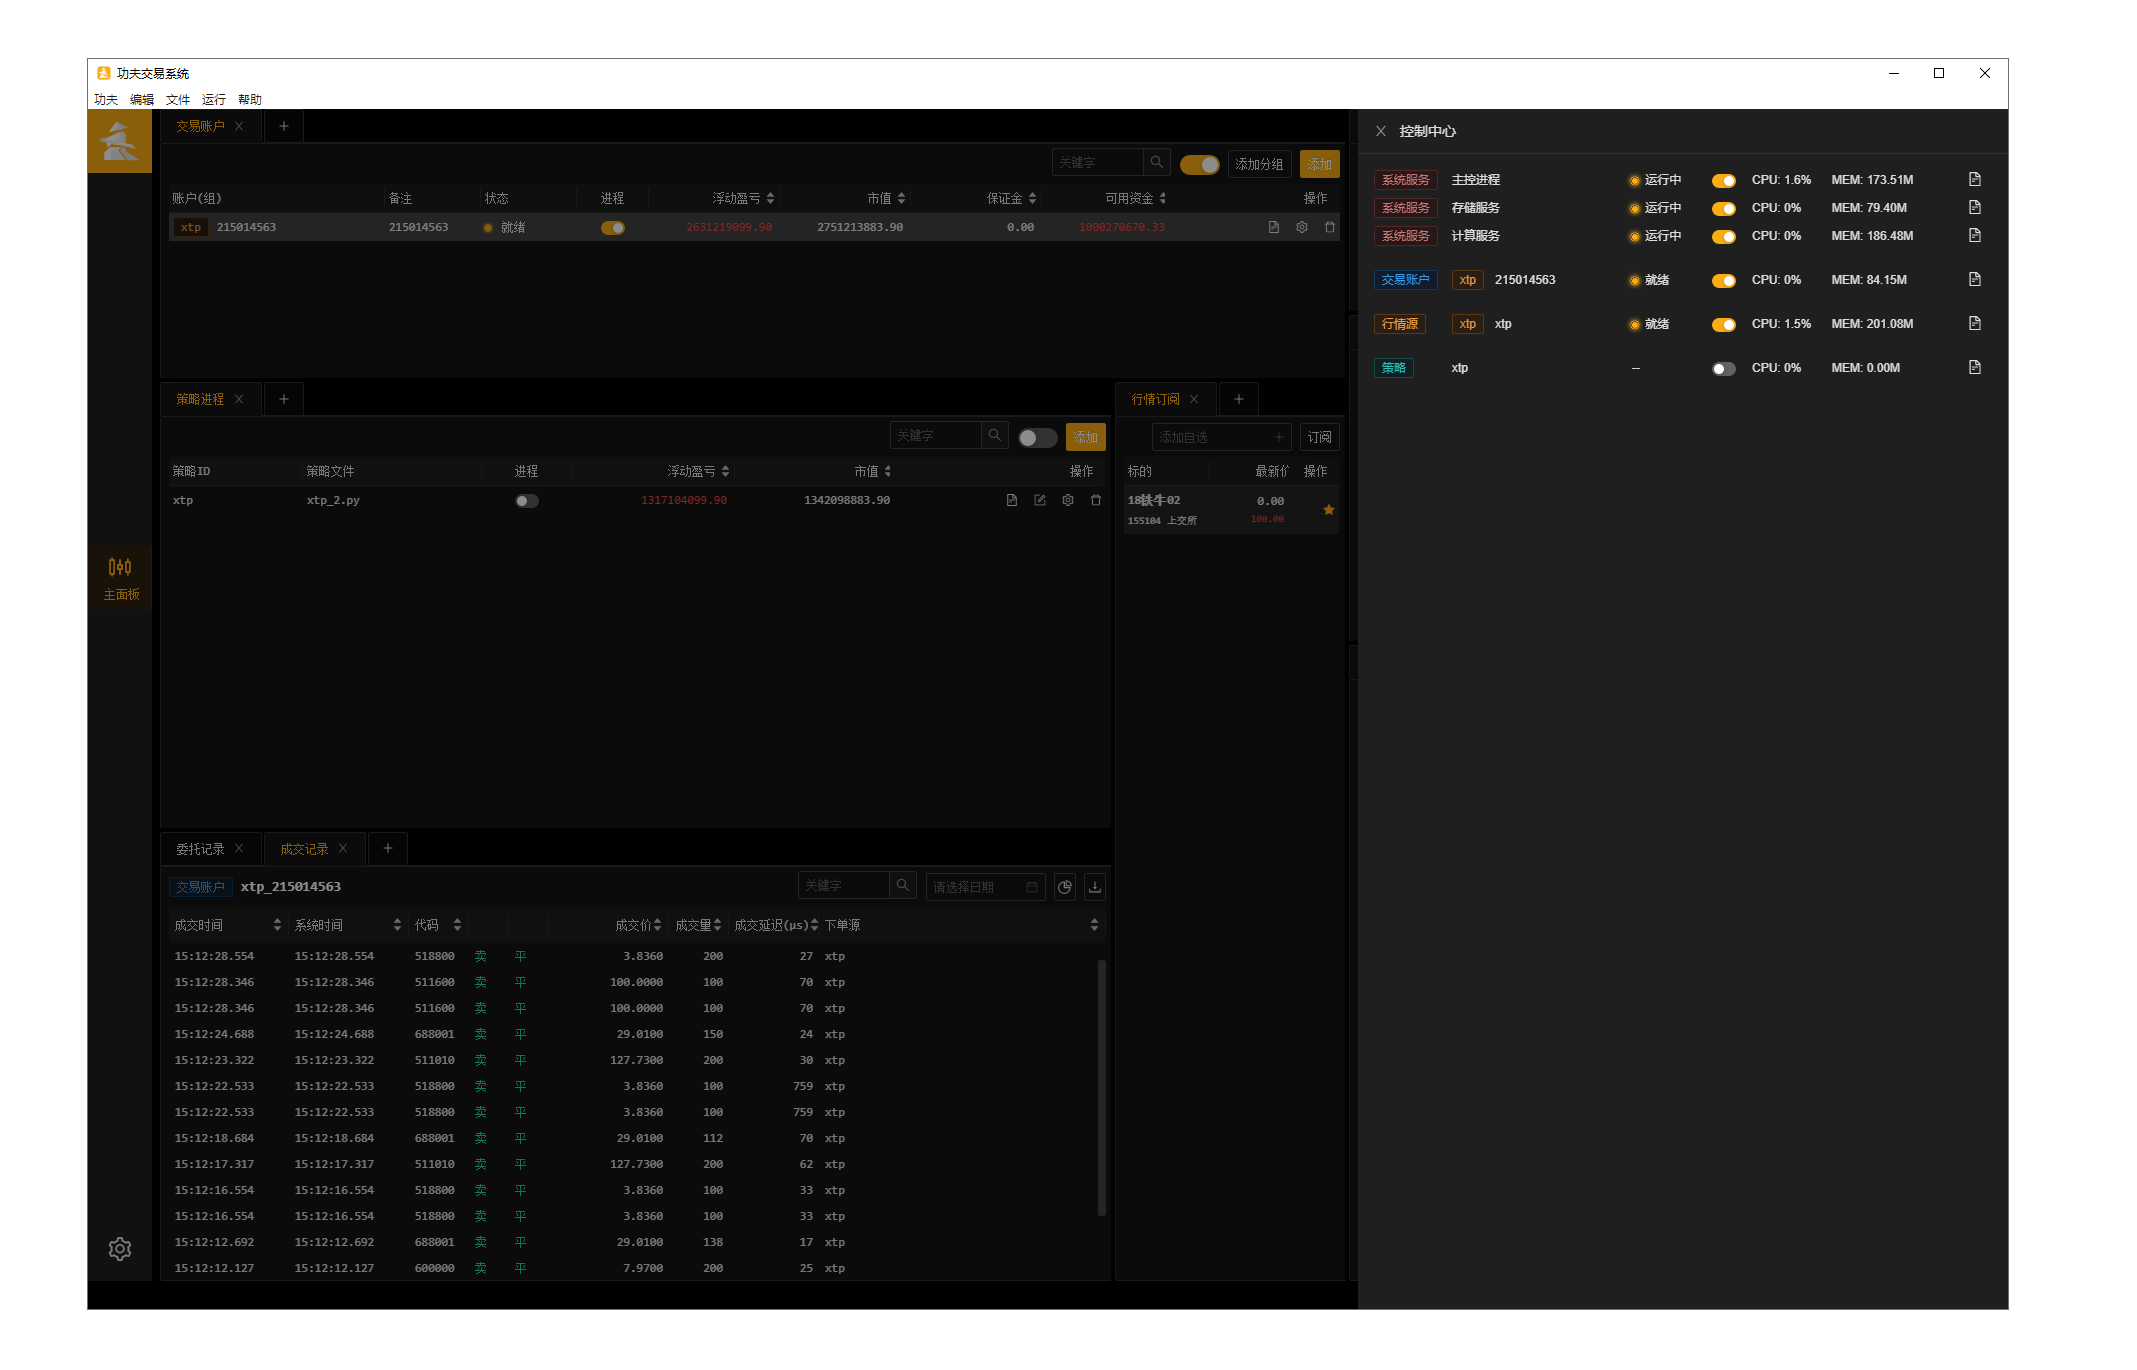 功夫交易系统
功夫 编辑 文件 运行 帮助
交易账户
关键字 添加分组 添加
账户(组) 备注 状态 进程 浮动盈亏 市值 保证金 可用资金 操作
xtp 215014563 215014563 就绪 2631219099.90 2751213883.90 0.00 1000270670.33
策略进程
关键字 添加
策略ID 策略文件 进程 浮动盈亏 市值 操作
xtp xtp_2.py 1317104099.90 1342098883.90
行情订阅
添加自选 订阅
标的 最新价 操作
18铁牛02 0.00
155104 上交所 100.00
主面板
委托记录 成交记录
交易账户 xtp_215014563 关键字 请选择日期
成交时间 系统时间 代码 成交价 成交量 成交延迟(μs) 下单源
15:12:28.554 15:12:28.554 518800 卖 平 3.8360 200 27 xtp
15:12:28.346 15:12:28.346 511600 卖 平 100.0000 100 70 xtp
15:12:28.346 15:12:28.346 511600 卖 平 100.0000 100 70 xtp
15:12:24.688 15:12:24.688 688001 卖 平 29.0100 150 24 xtp
15:12:23.322 15:12:23.322 511010 卖 平 127.7300 200 30 xtp
15:12:22.533 15:12:22.533 518800 卖 平 3.8360 100 759 xtp
15:12:22.533 15:12:22.533 518800 卖 平 3.8360 100 759 xtp
15:12:18.684 15:12:18.684 688001 卖 平 29.0100 112 70 xtp
15:12:17.317 15:12:17.317 511010 卖 平 127.7300 200 62 xtp
15:12:16.554 15:12:16.554 518800 卖 平 3.8360 100 33 xtp
15:12:16.554 15:12:16.554 518800 卖 平 3.8360 100 33 xtp
15:12:12.692 15:12:12.692 688001 卖 平 29.0100 138 17 xtp
15:12:12.127 15:12:12.127 600000 卖 平 7.9700 200 25 xtp
控制中心
系统服务 主控进程 运行中 CPU: 1.6% MEM: 173.51M
系统服务 存储服务 运行中 CPU: 0% MEM: 79.40M
系统服务 计算服务 运行中 CPU: 0% MEM: 186.48M
交易账户 xtp 215014563 就绪 CPU: 0% MEM: 84.15M
行情源 xtp xtp 就绪 CPU: 1.5% MEM: 201.08M
策略 xtp -- CPU: 0% MEM: 0.00M